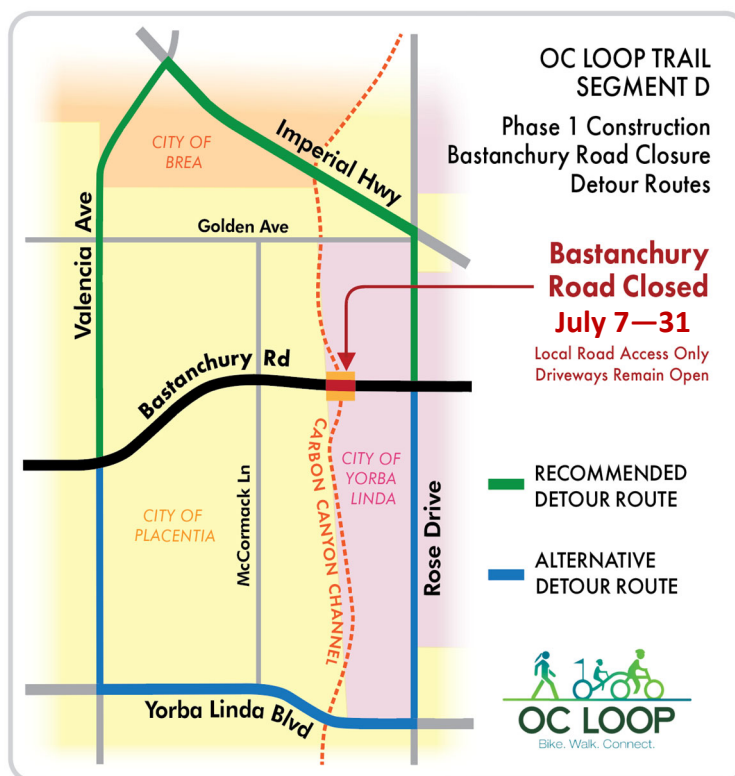 OC LOOP TRAIL
SEGMENT D
Phase 1 Construction
Bastanchury Road Closure
Detour Routes
CITY OF
BREA
Imperial Hwy
Valencia Ave
Golden Ave
Bastanchury
Road Closed
July 7—31
Local Road Access Only
Driveways Remain Open
Bastanchury Rd
CARBON CANYON CHANNEL
CITY OF
YORBA
LINDA
CITY OF
PLACENTIA
McCormack Ln
Rose Drive
RECOMMENDED
DETOUR ROUTE
ALTERNATIVE
DETOUR ROUTE
Yorba Linda Blvd
OC LOOP
Bike. Walk. Connect.